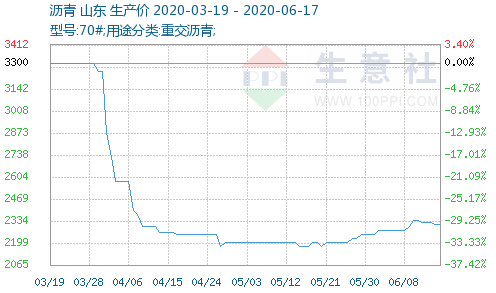 沥青 山东 生产价 2020-03-19 - 2020-06-17
型号:70#;用途分类:重交沥青;
3412 3.40%
3300 0.00%
3281 -4.76%
3142 -8.84%
3007 -12.93%
2873 -17.01%
2738 -21.09%
2604 -25.17%
2469 -29.25%
2334 -33.33%
2199 -37.42%
2065
生意社
PPI
WWW.100PPI.COM
03/19 03/28 04/06 04/15 04/24 05/03 05/12 05/21 05/30 06/08